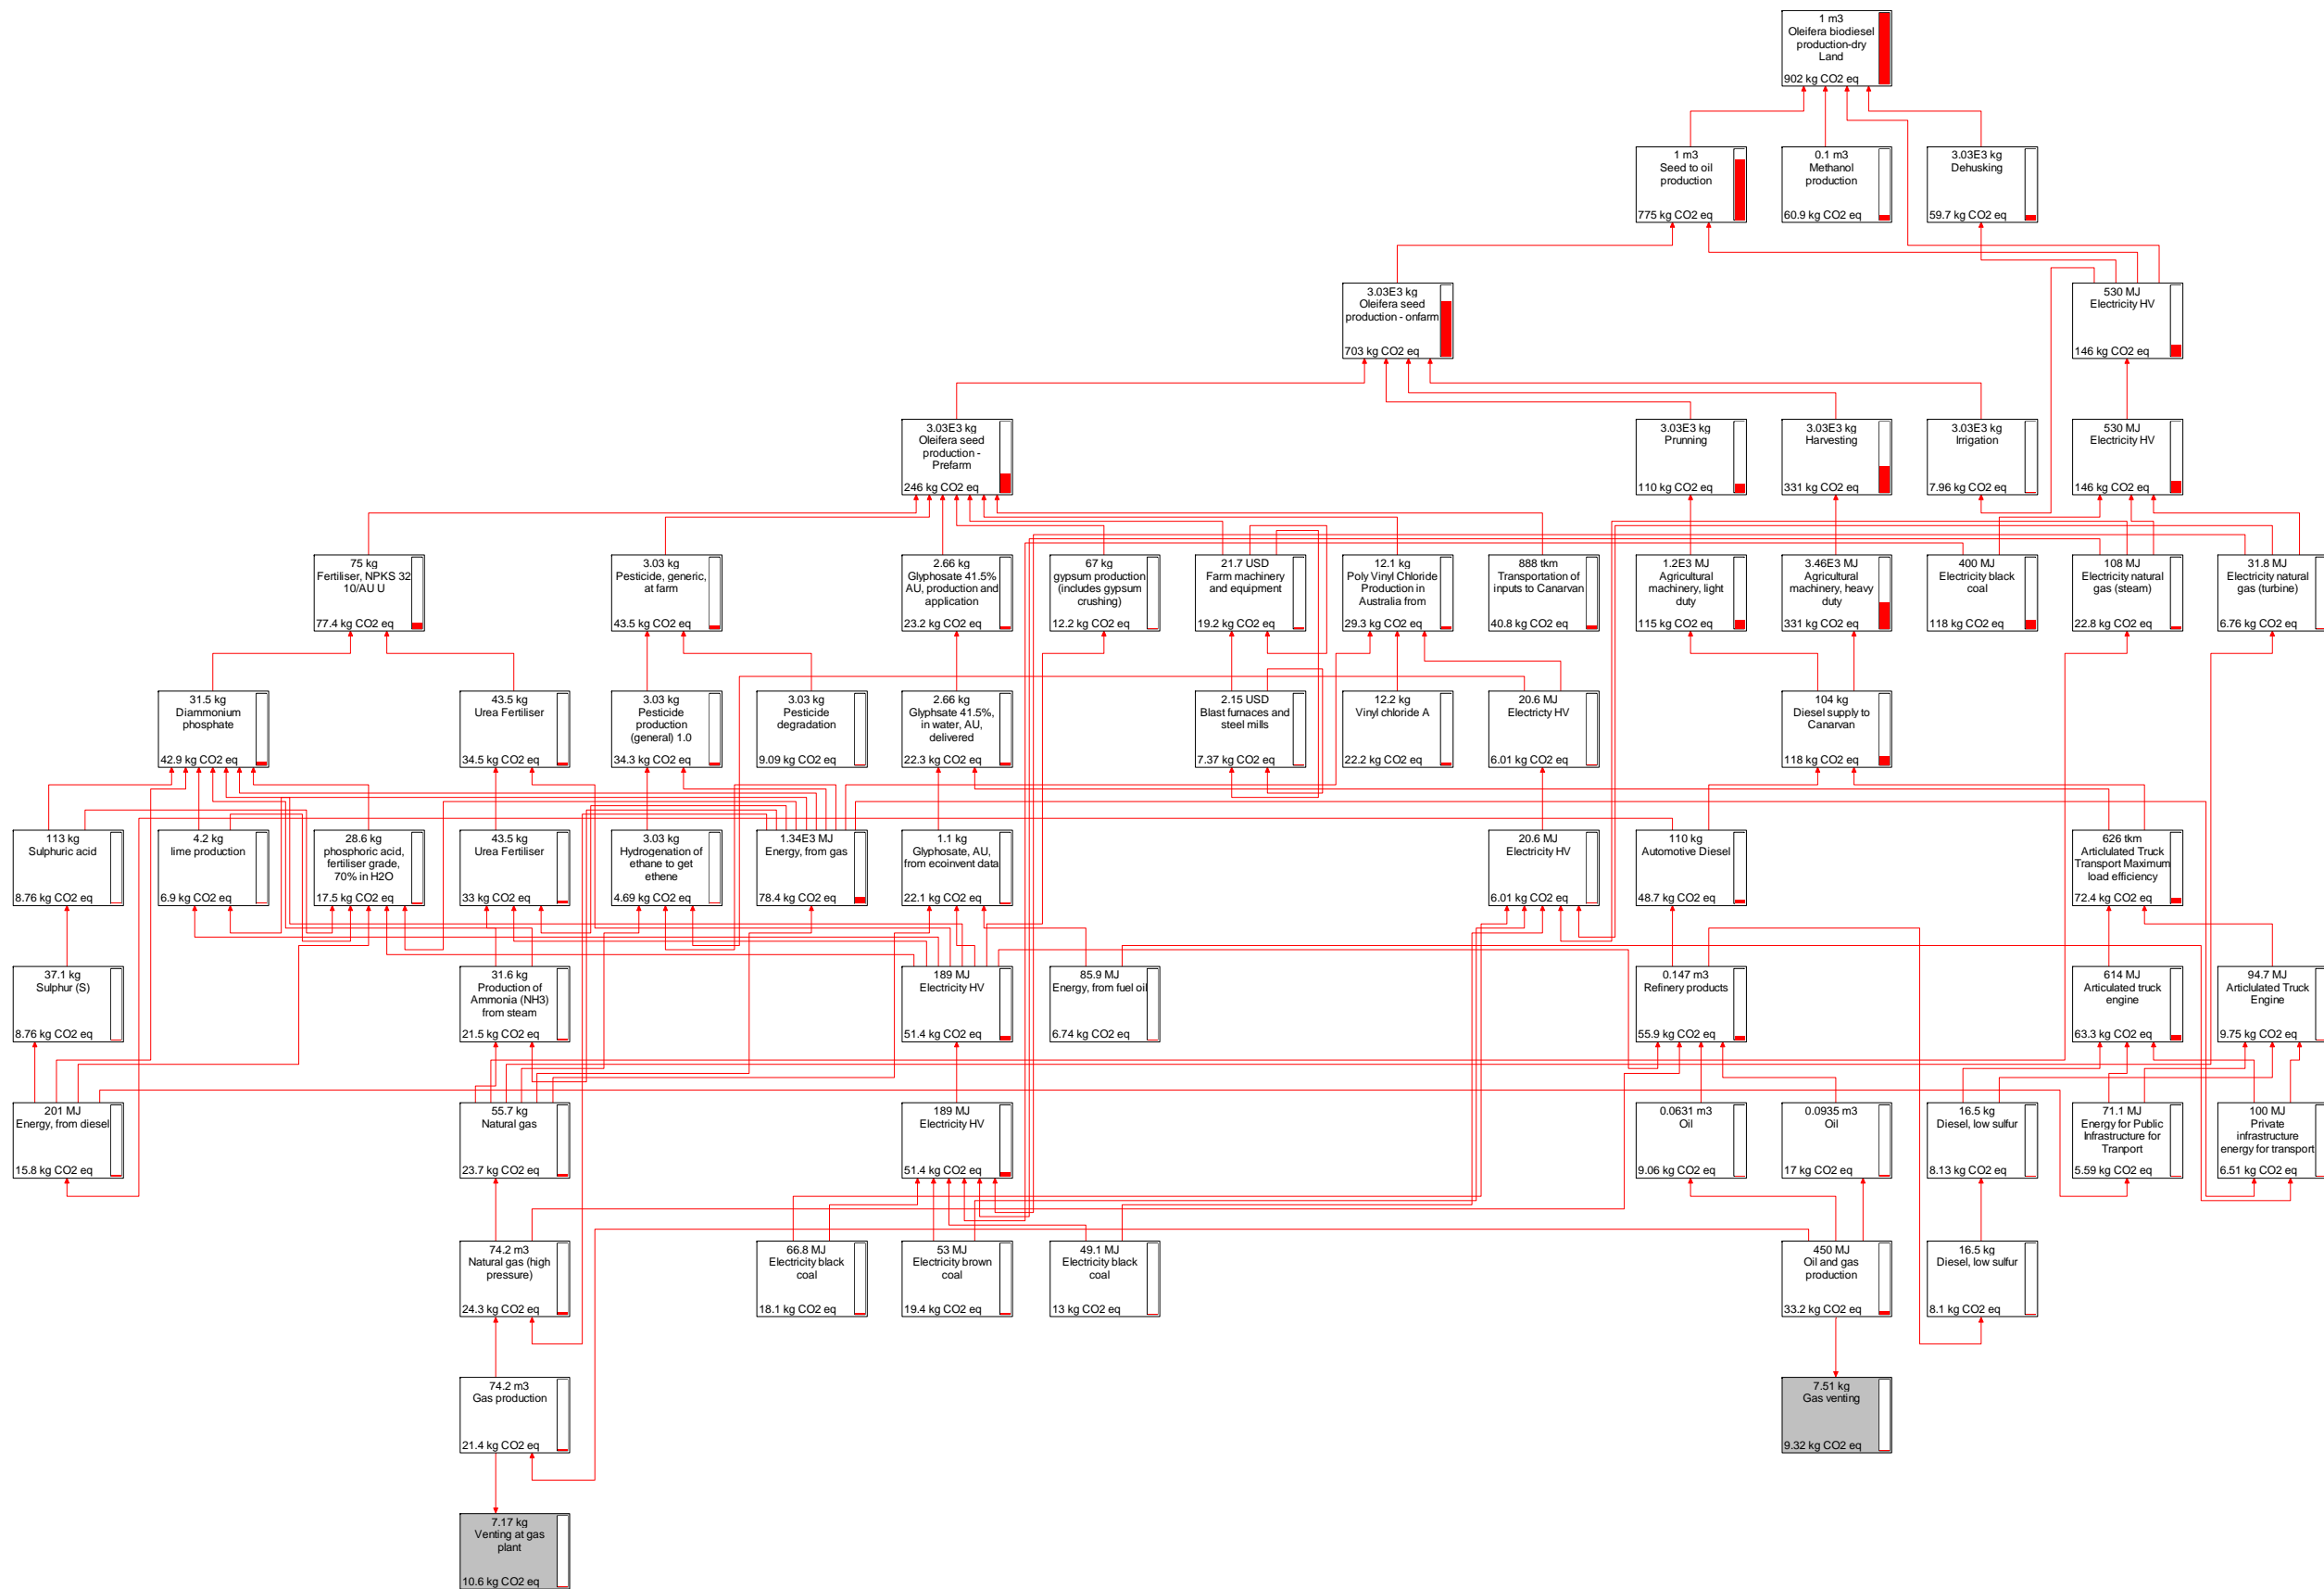 1 m3
Oleifera biodiesel
production-dry
Land
902 kg CO2 eq
1 m3
Seed to oil
production
775 kg CO2 eq
0.1 m3
Methanol
production
60.9 kg CO2 eq
3.03E3 kg
Dehusking
59.7 kg CO2 eq
3.03E3 kg
Oleifera seed
production - onfarm
703 kg CO2 eq
530 MJ
Electricity HV
146 kg CO2 eq
3.03E3 kg
Oleifera seed
production -
Prefarm
246 kg CO2 eq
3.03E3 kg
Prunning
110 kg CO2 eq
3.03E3 kg
Harvesting
331 kg CO2 eq
3.03E3 kg
Irrigation
7.96 kg CO2 eq
530 MJ
Electricity HV
146 kg CO2 eq
75 kg
Fertiliser, NPKS 32
10/AU U
77.4 kg CO2 eq
3.03 kg
Pesticide, generic,
at farm
43.5 kg CO2 eq
2.66 kg
Glyphosate 41.5%
AU, production and
application
23.2 kg CO2 eq
67 kg
gypsum production
(includes gypsum
crushing)
12.2 kg CO2 eq
21.7 USD
Farm machinery
and equipment
19.2 kg CO2 eq
12.1 kg
Poly Vinyl Chloride
Production in
Australia from
29.3 kg CO2 eq
888 tkm
Transportation of
inputs to Canarvan
40.8 kg CO2 eq
1.2E3 MJ
Agricultural
machinery, light
duty
115 kg CO2 eq
3.46E3 MJ
Agricultural
machinery, heavy
duty
331 kg CO2 eq
400 MJ
Electricity black
coal
118 kg CO2 eq
108 MJ
Electricity natural
gas (steam)
22.8 kg CO2 eq
31.8 MJ
Electricity natural
gas (turbine)
6.76 kg CO2 eq
31.5 kg
Diammonium
phosphate
42.9 kg CO2 eq
43.5 kg
Urea Fertiliser
34.5 kg CO2 eq
3.03 kg
Pesticide
production
(general) 1.0
34.3 kg CO2 eq
3.03 kg
Pesticide
degradation
9.09 kg CO2 eq
2.66 kg
Glyphsate 41.5%,
in water, AU,
delivered
22.3 kg CO2 eq
2.15 USD
Blast furnaces and
steel mills
7.37 kg CO2 eq
12.2 kg
Vinyl chloride A
22.2 kg CO2 eq
20.6 MJ
Electricty HV
6.01 kg CO2 eq
104 kg
Diesel supply to
Canarvan
118 kg CO2 eq
113 kg
Sulphuric acid
8.76 kg CO2 eq
4.2 kg
lime production
6.9 kg CO2 eq
28.6 kg
phosphoric acid,
fertiliser grade,
70% in H2O
17.5 kg CO2 eq
43.5 kg
Urea Fertiliser
33 kg CO2 eq
3.03 kg
Hydrogenation of
ethane to get
ethene
4.69 kg CO2 eq
1.34E3 MJ
Energy, from gas
78.4 kg CO2 eq
1.1 kg
Glyphosate, AU,
from ecoinvent data
22.1 kg CO2 eq
20.6 MJ
Electricity HV
6.01 kg CO2 eq
110 kg
Automotive Diesel
48.7 kg CO2 eq
626 tkm
Articlulated Truck
Transport Maximum
load efficiency
72.4 kg CO2 eq
37.1 kg
Sulphur (S)
8.76 kg CO2 eq
31.6 kg
Production of
Ammonia (NH3)
from steam
21.5 kg CO2 eq
189 MJ
Electricity HV
51.4 kg CO2 eq
85.9 MJ
Energy, from fuel oil
6.74 kg CO2 eq
0.147 m3
Refinery products
55.9 kg CO2 eq
614 MJ
Articulated truck
engine
63.3 kg CO2 eq
94.7 MJ
Articlulated Truck
Engine
9.75 kg CO2 eq
201 MJ
Energy, from diesel
15.8 kg CO2 eq
55.7 kg
Natural gas
23.7 kg CO2 eq
189 MJ
Electricity HV
51.4 kg CO2 eq
0.0631 m3
Oil
9.06 kg CO2 eq
0.0935 m3
Oil
17 kg CO2 eq
16.5 kg
Diesel, low sulfur
8.13 kg CO2 eq
71.1 MJ
Energy for Public
Infrastructure for
Tranport
5.59 kg CO2 eq
100 MJ
Private
infrastructure
energy for transport
6.51 kg CO2 eq
74.2 m3
Natural gas (high
pressure)
24.3 kg CO2 eq
66.8 MJ
Electricity black
coal
18.1 kg CO2 eq
53 MJ
Electricity brown
coal
19.4 kg CO2 eq
49.1 MJ
Electricity black
coal
13 kg CO2 eq
450 MJ
Oil and gas
production
33.2 kg CO2 eq
16.5 kg
Diesel, low sulfur
8.1 kg CO2 eq
74.2 m3
Gas production
21.4 kg CO2 eq
7.51 kg
Gas venting
9.32 kg CO2 eq
7.17 kg
Venting at gas
plant
10.6 kg CO2 eq